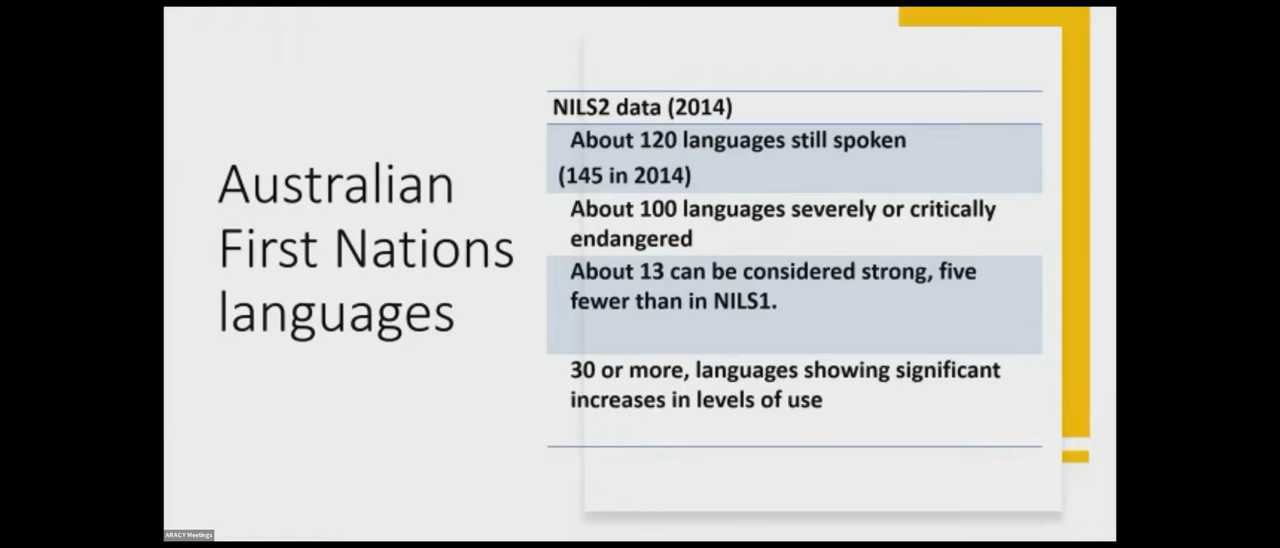 Australian
First Nations
languages
NILS2 data (2014)
About 120 languages still spoken
(145 in 2014)
About 100 languages severely or critically
endangered
About 13 can be considered strong, five
fewer than in NILS1.
30 or more, languages showing significant
increases in levels of use
ARACY Meetings